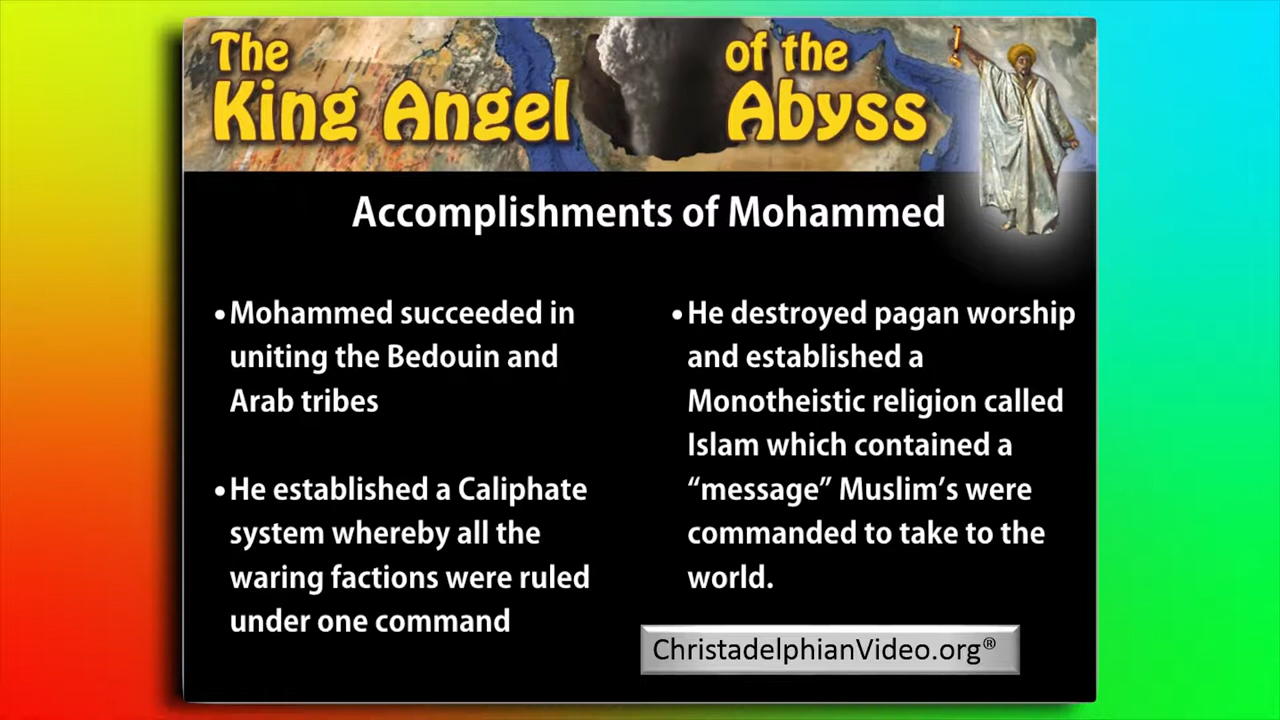 The of the
King Angel Abyss
Accomplishments of Mohammed
• Mohammed succeeded in
uniting the Bedouin and
Arab tribes
• He established a Caliphate
system whereby all the
waring factions were ruled
under one command
• He destroyed pagan worship
and established a
Monotheistic religion called
Islam which contained a
“message” Muslim’s were
commanded to take to the
world.
ChristadelphianVideo.org®